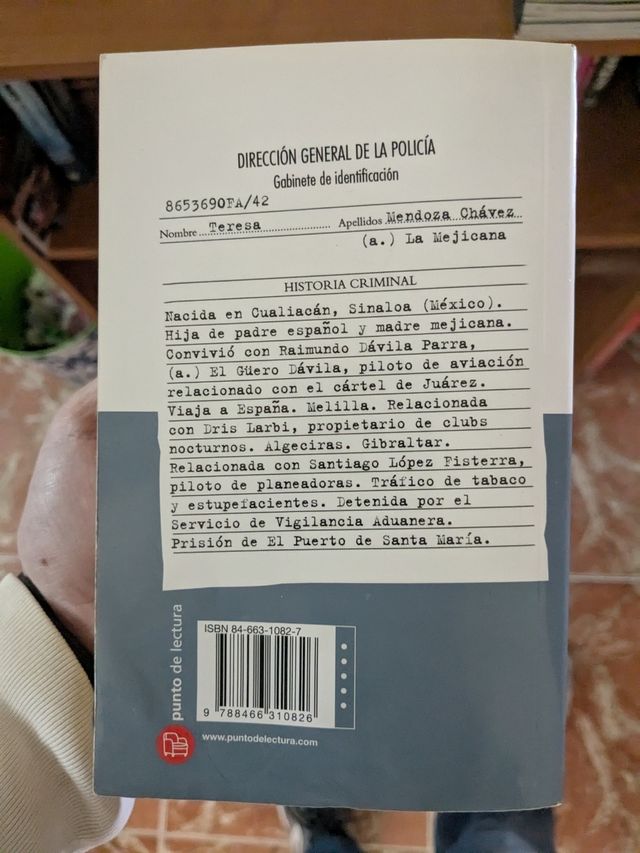 DIRECCIÓN GENERAL DE LA POLICÍA
Gabinete de identificación
8653690FA/42
Nombre...Teresa.................... Apellidos Mendoza Chávez...
(a.) La Mejicana
HISTORIA CRIMINAL
Nacida en Cualiacán, Sinaloa (México).
Hija de padre español y madre mejicana.
Convivió con Raimundo Dávila Parra,
(a.) El Güero Dávila, piloto de aviación
relacionado con el cártel de Juárez.
Viaja a España. Melilla. Relacionada
con Dris Larbi, propietario de clubs
nocturnos. Algeciras. Gibraltar.
Relacionada con Santiago López Fisterra,
piloto de planeadoras. Tráfico de tabaco
y estupefacientes. Detenida por el
Servicio de Vigilancia Aduanera.
Prisión de El Puerto de Santa María.
punto de lectura
ISBN 84-663-1082-7
9 788466 310826
www.puntodelectura.com